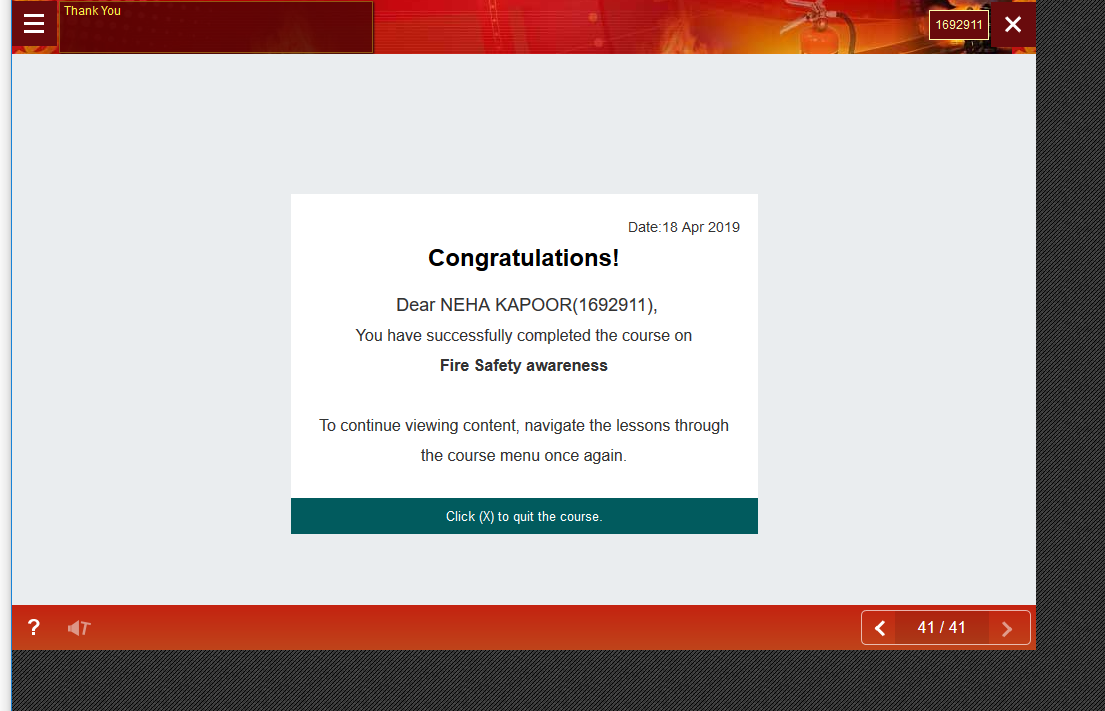 Thank You
1692911
Date:18 Apr 2019
Congratulations!
Dear NEHA KAPOOR(1692911),
You have successfully completed the course on
Fire Safety awareness
To continue viewing content, navigate the lessons through
the course menu once again.
Click (X) to quit the course.
? T
41 / 41